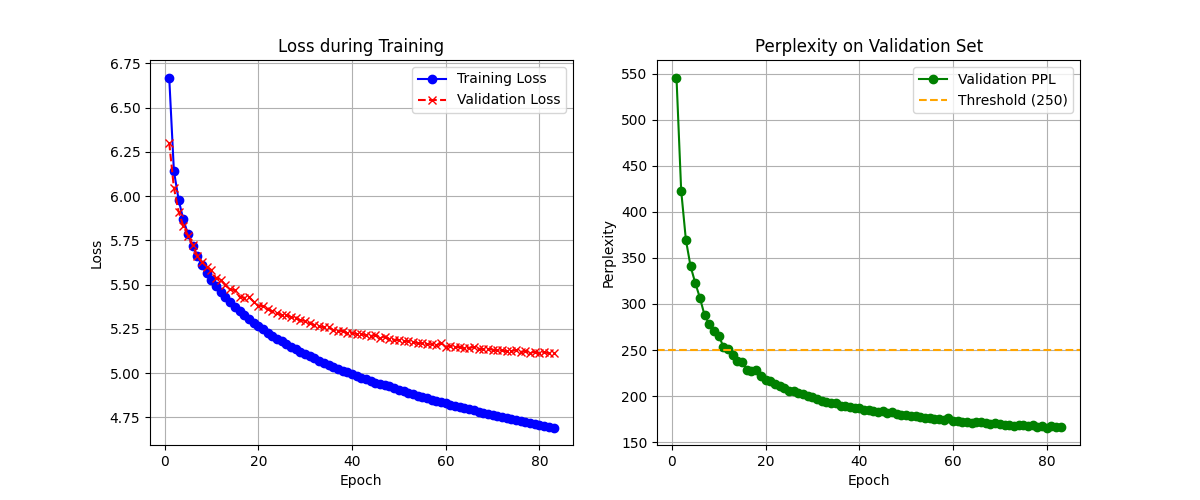 Loss during Training
Loss
6.75
6.50
6.25
6.00
5.75
5.50
5.25
5.00
4.75
0 20 40 60 80
Epoch
Training Loss
Validation Loss
Perplexity on Validation Set
Perplexity
550
500
450
400
350
300
250
200
150
0 20 40 60 80
Epoch
Validation PPL
Threshold (250)